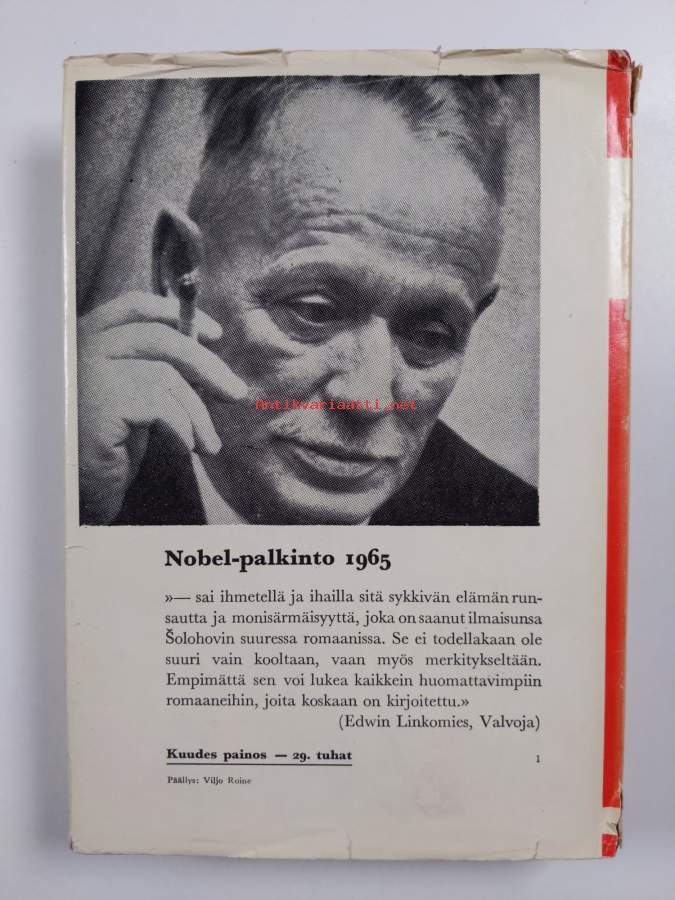 Antikvariaatti.net
Nobel-palkinto 1965
»— sai ihmetellä ja ihailla sitä sykkivän elämän run-
sautta ja monisärmäisyyttä, joka on saanut ilmaisunsa
Šolohovin suuressa romaanissa. Se ei todellakaan ole
suuri vain kooltaan, vaan myös merkitykseltään.
Empimättä sen voi lukea kaikkein huomattavimpiin
romaaneihin, joita koskaan on kirjoitettu.»
(Edwin Linkomies, Valvoja)
Kuudes painos — 29. tuhat 1
Päällys: Viljo Roine